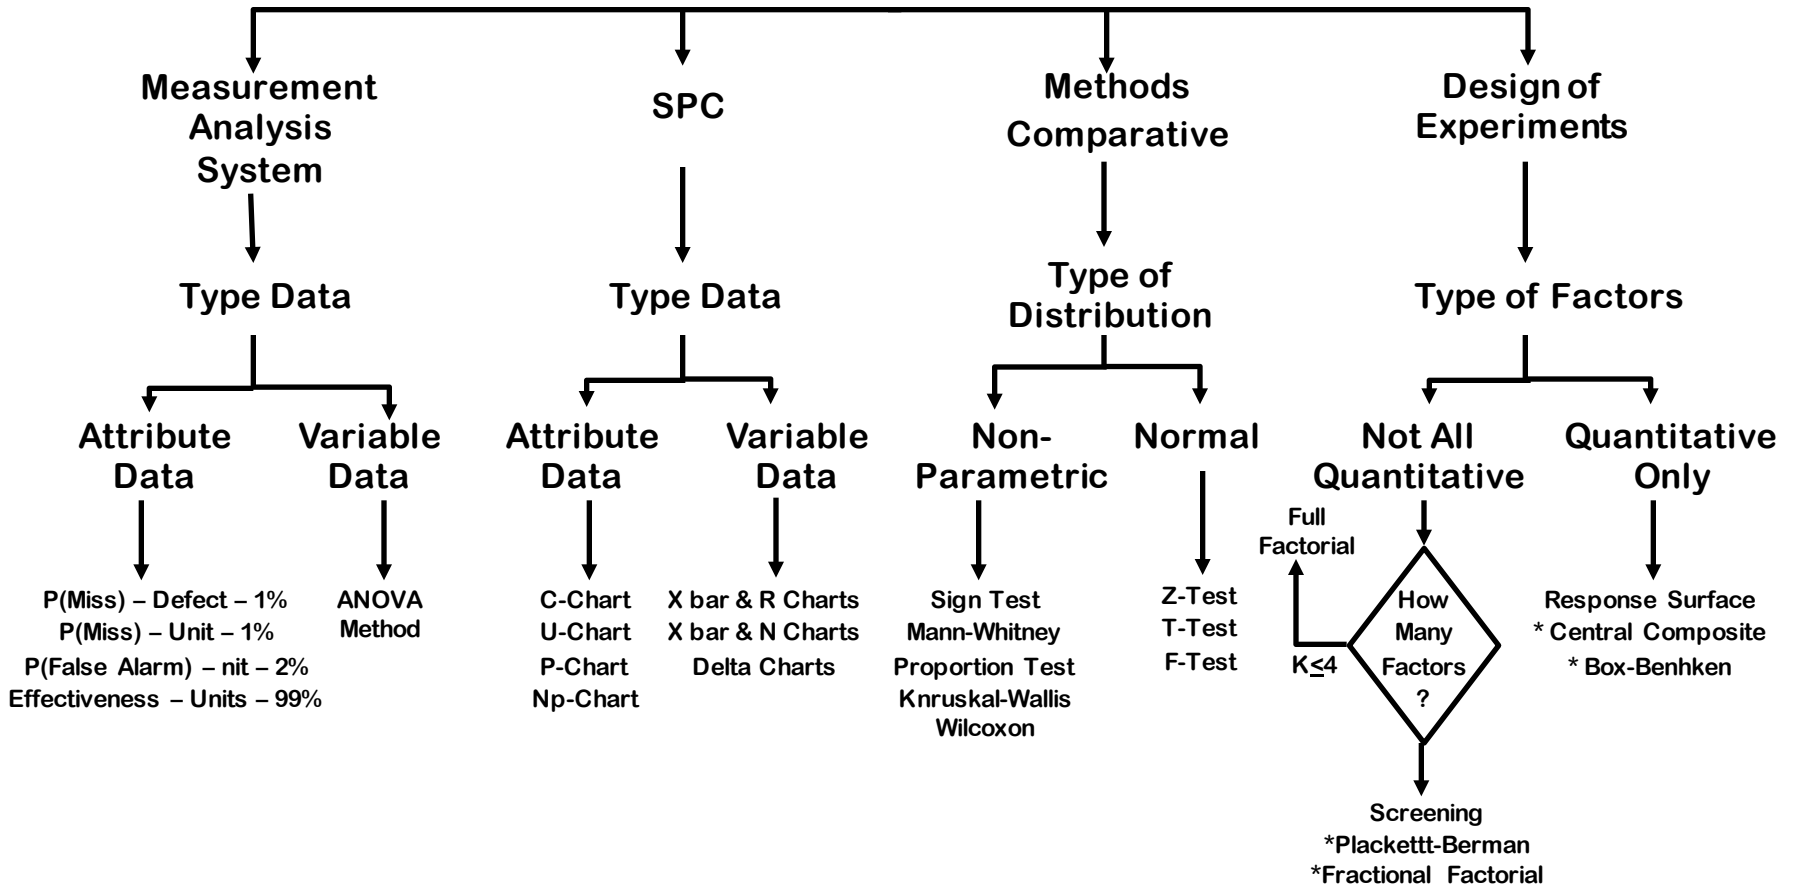 Measurement
Analysis
System
SPC
Methods
Comparative
Design of
Experiments
Type Data
Type Data
Type of
Distribution
Type of Factors
Attribute
Data
Variable
Data
Attribute
Data
Variable
Data
Non-
Parametric
Normal
Not All
Quantitative
Quantitative
Only
P(Miss) – Defect – 1%
P(Miss) – Unit – 1%
P(False Alarm) – nit – 2%
Effectiveness – Units – 99%
ANOVA
Method
C-Chart
U-Chart
P-Chart
Np-Chart
X bar & R Charts
X bar & N Charts
Delta Charts
Sign Test
Mann-Whitney
Proportion Test
Knruskal-Wallis
Wilcoxon
Z-Test
T-Test
F-Test
Full
Factorial
K≤4
How
Many
Factors
?
Screening
*Plackettt-Berman
*Fractional Factorial
Response Surface
* Central Composite
* Box-Benhken